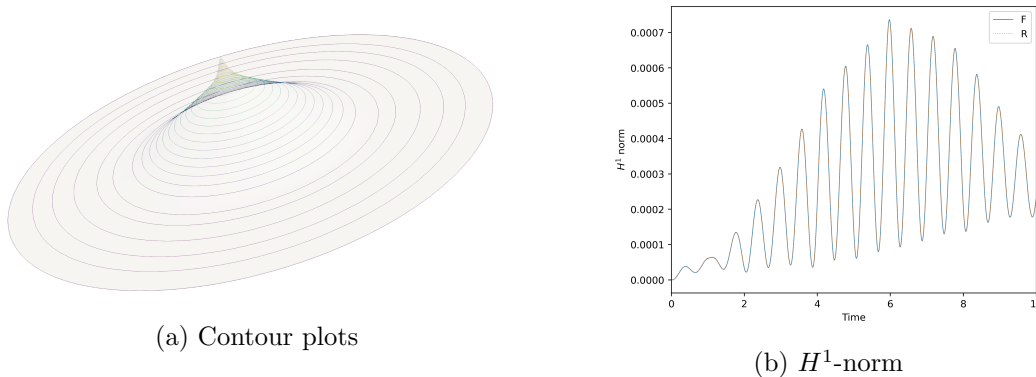 (a) Contour plots
0.0007
0.0006
0.0005
0.0004
0.0003
0.0002
0.0001
0.0000
H¹ norm
F
R
0 2 4 6 8 1
Time
(b) H¹-norm